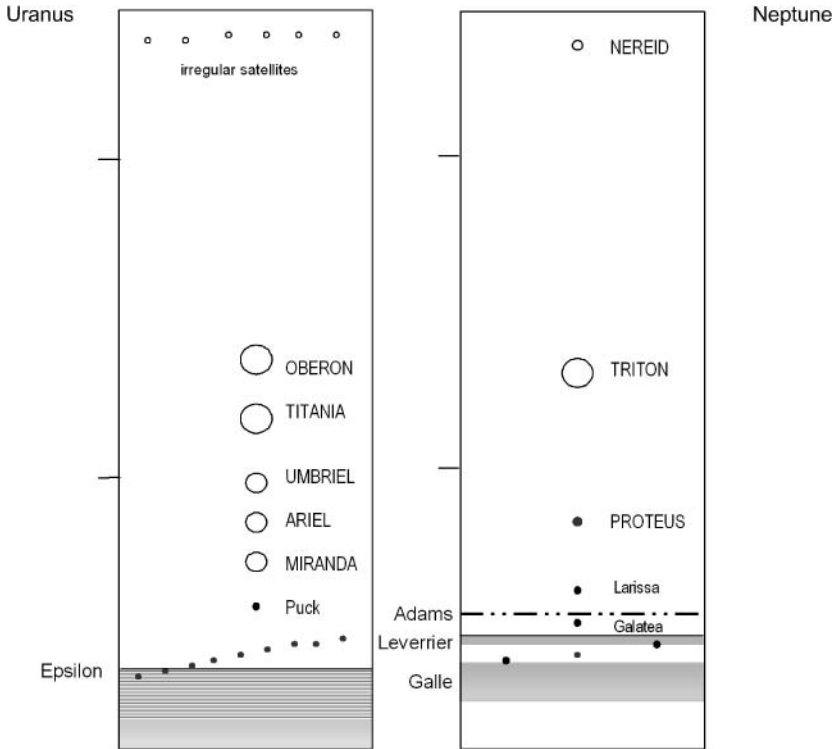 Uranus
Neptune
irregular satellites
NEREID
OBERON
TRITON
TITANIA
UMBRIEL
ARIEL
PROTEUS
MIRANDA
Larissa
Puck
Adams
Galatea
Leverrier
Epsilon
Galle